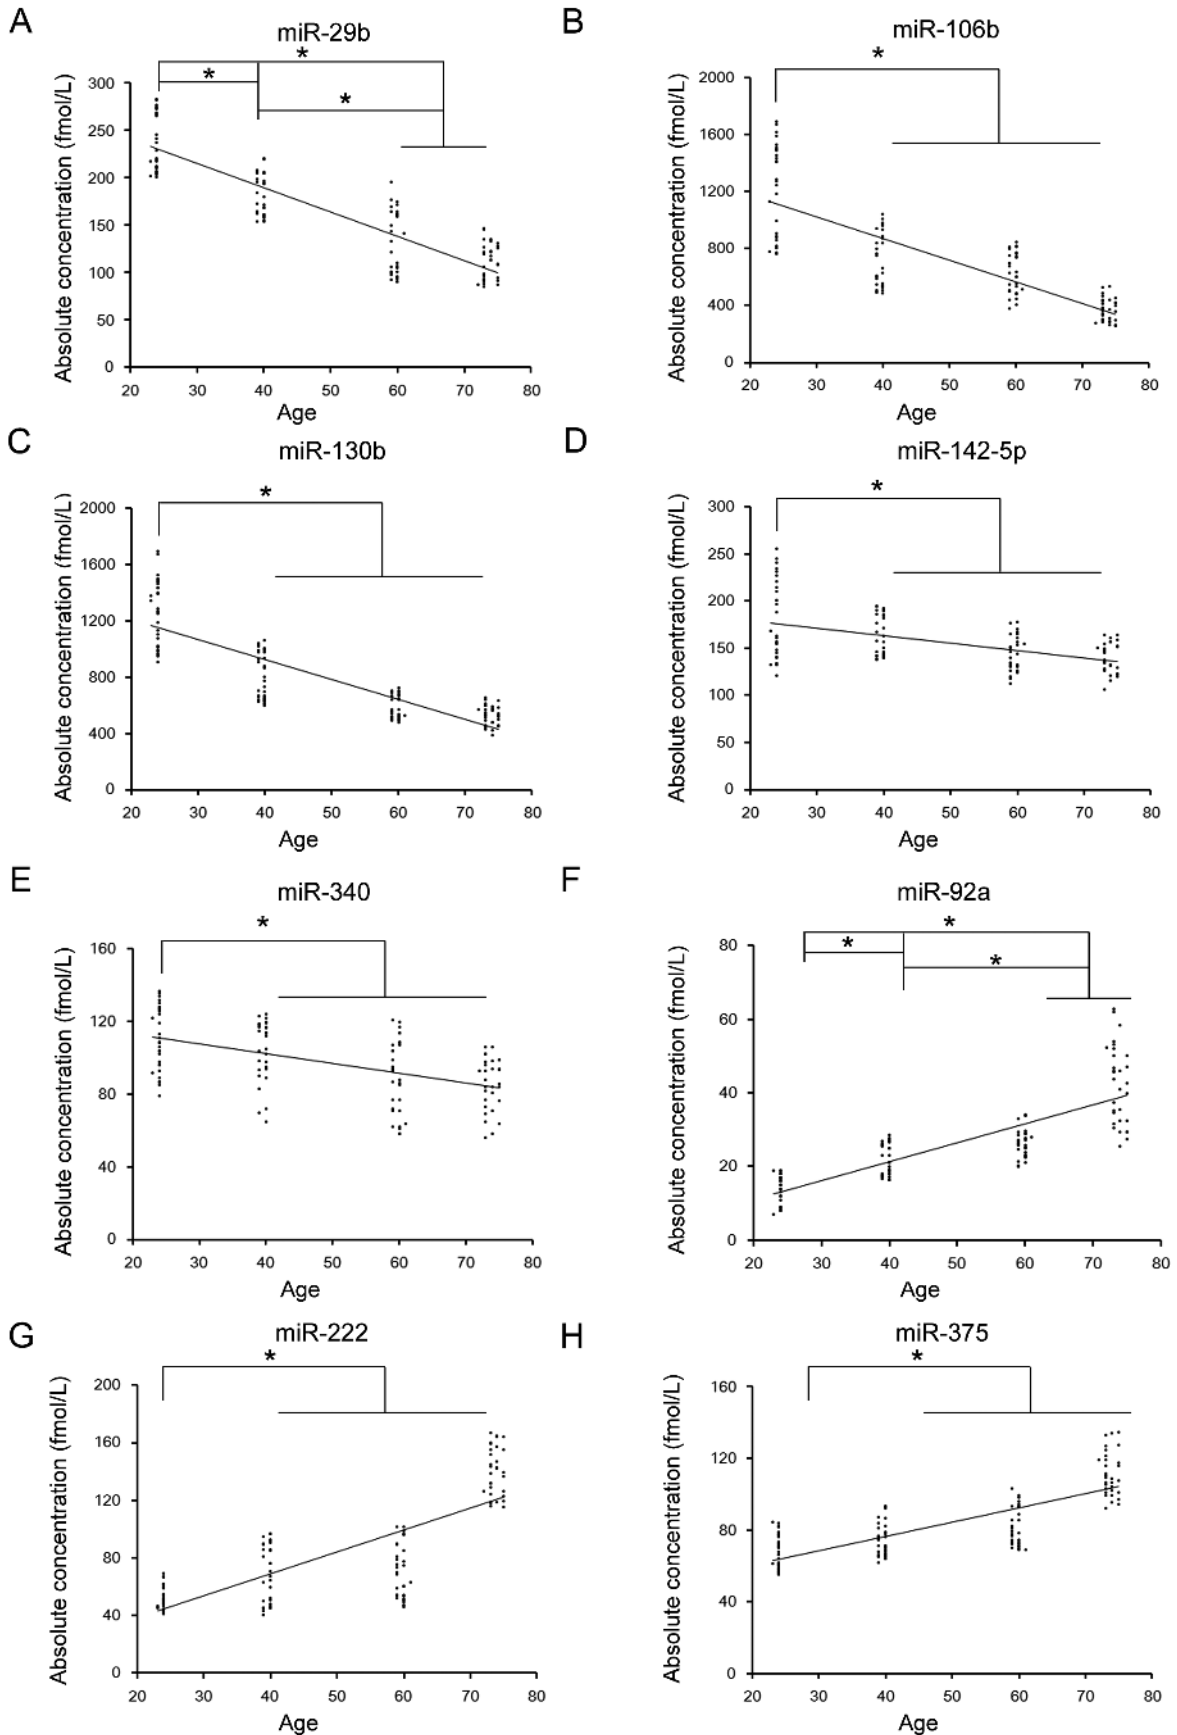 A
miR-29b
*
*
*
Absolute concentration (fmol/L)
300
250
200
150
100
50
0
20 30 40 50 60 70 80
Age
B
miR-106b
*
Absolute concentration (fmol/L)
2000
1600
1200
800
400
0
20 30 40 50 60 70 80
Age
C
miR-130b
*
Absolute concentration (fmol/L)
2000
1600
1200
800
400
0
20 30 40 50 60 70 80
Age
D
miR-142-5p
*
Absolute concentration (fmol/L)
300
250
200
150
100
50
0
20 30 40 50 60 70 80
Age
E
miR-340
*
Absolute concentration (fmol/L)
160
120
80
40
0
20 30 40 50 60 70 80
Age
F
miR-92a
*
*
*
Absolute concentration (fmol/L)
80
60
40
20
0
20 30 40 50 60 70 80
Age
G
miR-222
*
Absolute concentration (fmol/L)
200
160
120
80
40
0
20 30 40 50 60 70 80
Age
H
miR-375
*
Absolute concentration (fmol/L)
160
120
80
40
0
20 30 40 50 60 70 80
Age